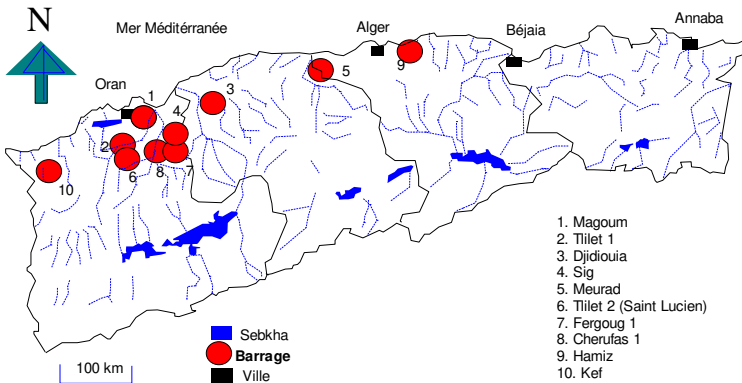 N
Mer Méditérranée
Alger
Béjaia
Annaba
Oran
1
2
3
4
5
6
7
8
9
10
1. Magoum
2. Tlilet 1
3. Djidiouia
4. Sig
5. Meurad
6. Tlilet 2 (Saint Lucien)
7. Fergoug 1
8. Cherufas 1
9. Hamiz
10. Kef
Sebkha
Barrage
Ville
100 km